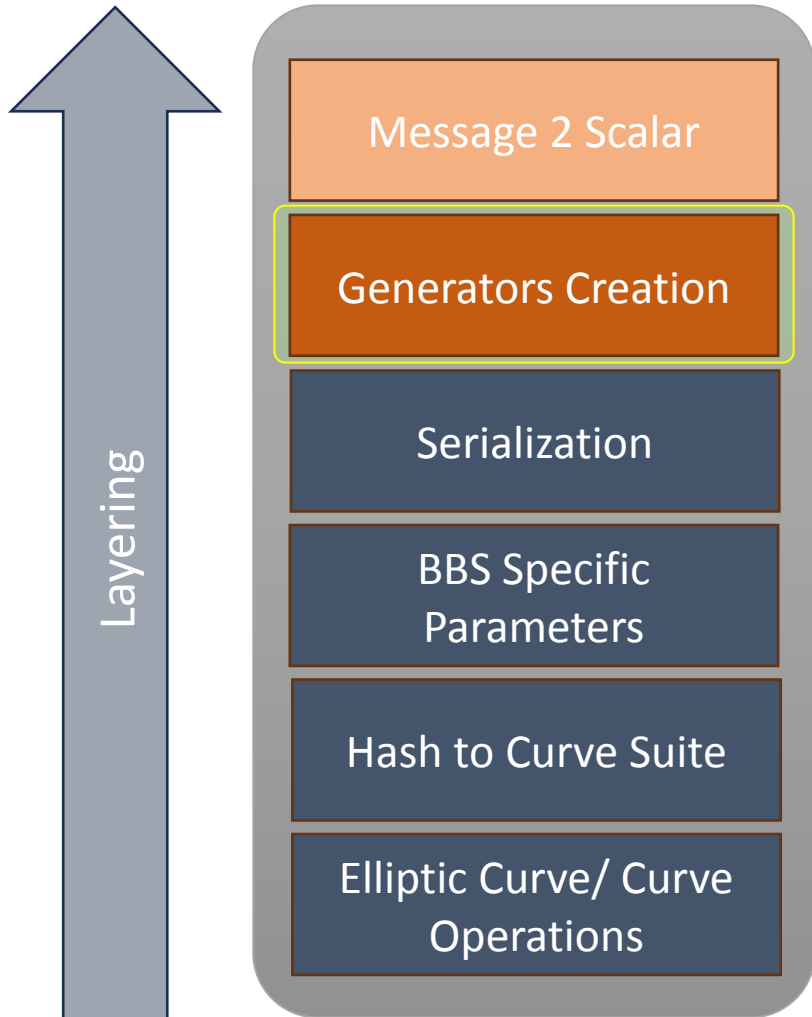 Layering
Message 2 Scalar
Generators Creation
Serialization
BBS Specific
Parameters
Hash to Curve Suite
Elliptic Curve/ Curve
Operations